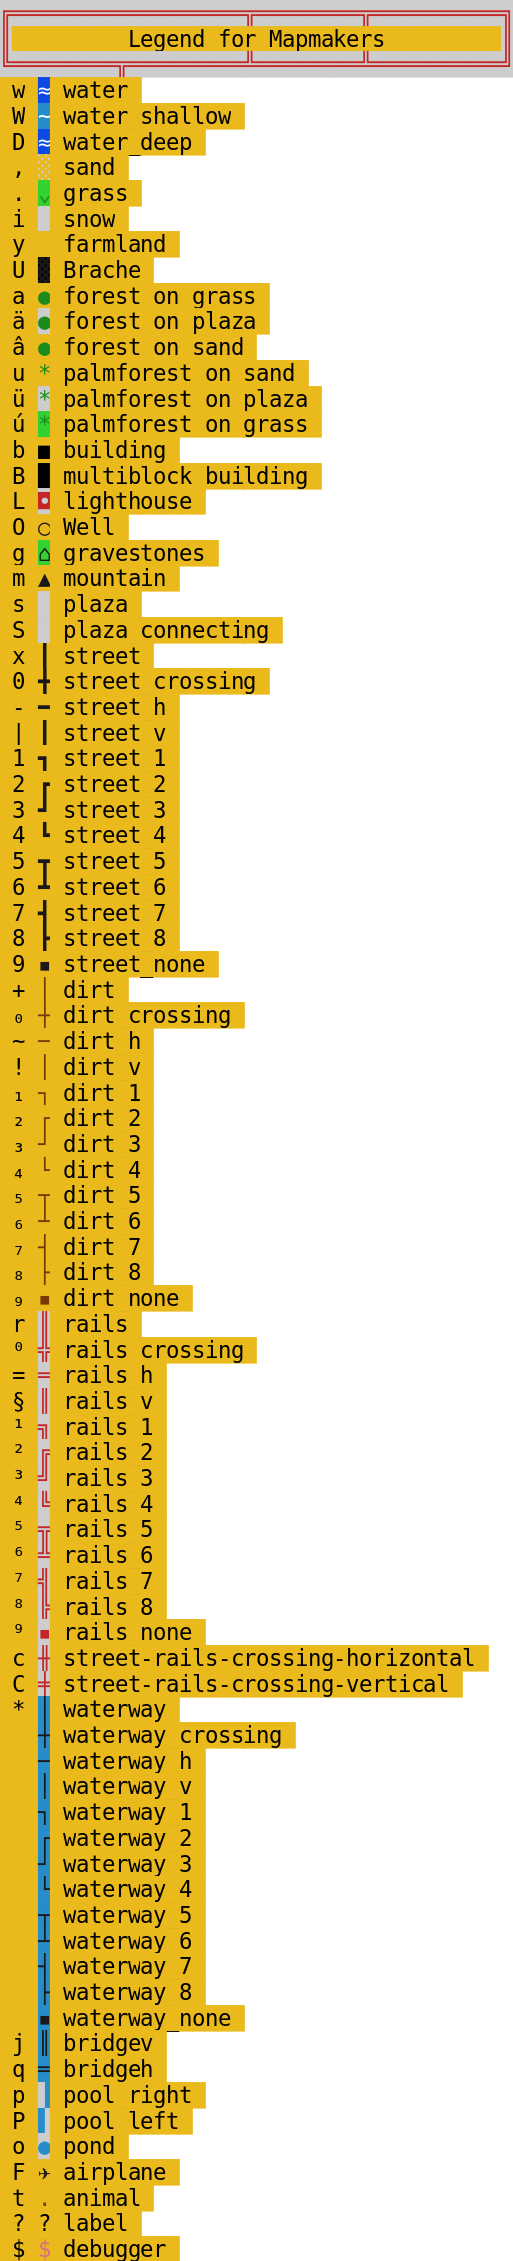 Legend for Mapmakers
w ≈ water
W ~ water_shallow
D ≈ water_deep
, ░ sand
. ⌄ grass
i snow
y farmland
U ▓ Brache
a ● forest on grass
ä ● forest on plaza
â ● forest on sand
u * palmforest on sand
ü * palmforest on plaza
ú * palmforest on grass
b ■ building
B █ multiblock building
L ◘ lighthouse
O ○ Well
g ⌂ gravestones
m ▲ mountain
s plaza
S plaza connecting
x ┃ street
0 ╋ street crossing
- ━ street h
| ┃ street v
1 ┓ street 1
2 ┏ street 2
3 ┛ street 3
4 ┗ street 4
5 ┳ street 5
6 ┻ street 6
7 ┫ street 7
8 ┣ street 8
9 ▪ street_none
+ │ dirt
₀ ┼ dirt crossing
~ ─ dirt h
! │ dirt v
₁ ┐ dirt 1
₂ ┌ dirt 2
₃ ┘ dirt 3
₄ └ dirt 4
₅ ┬ dirt 5
₆ ┴ dirt 6
₇ ┤ dirt 7
₈ ├ dirt 8
₉ ▪ dirt none
r ║ rails
⁰ ╬ rails crossing
= ═ rails h
§ ║ rails v
¹ ╗ rails 1
² ╔ rails 2
³ ╝ rails 3
⁴ ╚ rails 4
⁵ ╦ rails 5
⁶ ╩ rails 6
⁷ ╣ rails 7
⁸ ╠ rails 8
⁹ ▪ rails none
c ╫ street-rails-crossing-horizontal
C ╪ street-rails-crossing-vertical
* │ waterway
┼ waterway crossing
─ waterway h
│ waterway v
┐ waterway 1
┌ waterway 2
┘ waterway 3
└ waterway 4
┬ waterway 5
┴ waterway 6
┤ waterway 7
├ waterway 8
▪ waterway_none
j ║ bridgev
q ═ bridgeh
p ▐ pool right
P ▌ pool left
o ● pond
F ✈ airplane
t . animal
? ? label
$ $ debugger